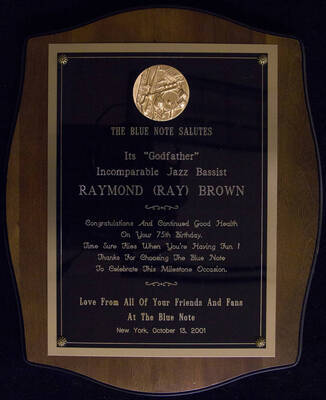 THE BLUE NOTE SALUTES
Its "Godfather"
Incomparable Jazz Bassist
RAYMOND (RAY) BROWN
Congratulations And Continued Good Health
On Your 75th Birthday.
Time Sure Flies When You're Having Fun !
Thanks For Choosing The Blue Note
To Celebrate This Milestone Occasion.
Love From All Of Your Friends And Fans
At The Blue Note
New York, October 13, 2001